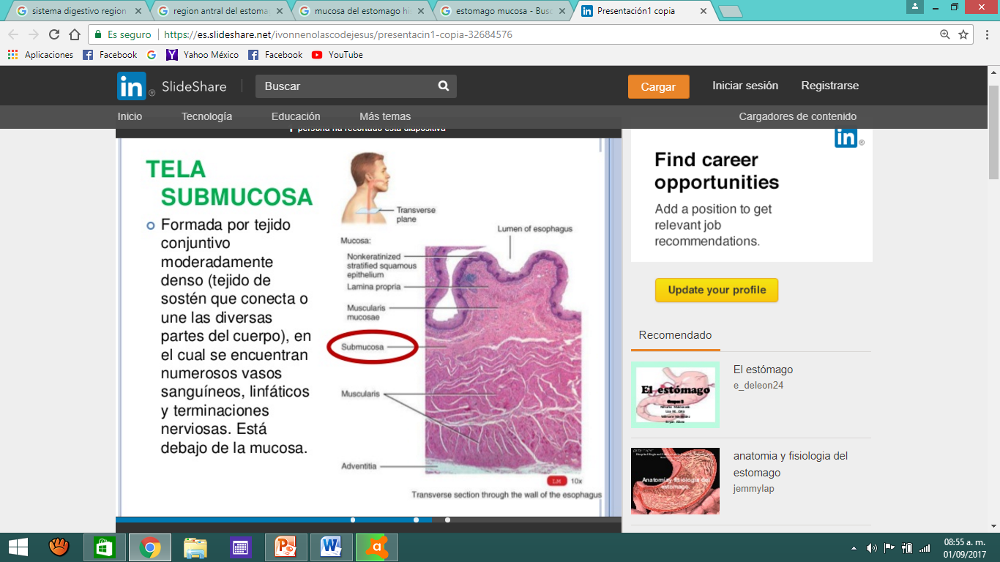 sistema digestivo region
region antral del estoma
mucosa del estomago his
estomago mucosa - Bus
Presentación1 copia
Es seguro
https://es.slideshare.net/ivonnenolascodejesus/presentacin1-copia-32684576
Aplicaciones
Facebook
Yahoo México
Facebook
YouTube
in
SlideShare
Buscar
Cargar
Iniciar sesión
Registrarse
Inicio
Tecnología
Educación
Más temas
Cargadores de contenido
persona ha recortado esta diapositiva
TELA
SUBMUCOSA
Formada por tejido
conjuntivo
moderadamente
denso (tejido de
sostén que conecta o
une las diversas
partes del cuerpo), en
el cual se encuentran
numerosos vasos
sanguíneos, linfáticos
y terminaciones
nerviosas. Está
debajo de la mucosa.
Transverse
plane
Lumen of esophagus
Mucosa:
Nonkeratinized
stratified squamous
epithelium
Lamina propria
Muscularis
mucosae
Submucosa
Muscularis
Adventitia
LM
10x
Transverse section through the wall of the esophagus
in
Find career
opportunities
Add a position to get
relevant job
recommendations.
Update your profile
Recomendado
El estómago
El estómago
e_deleon24
Anatomía y fisiología del
estomago.
anatomia y fisiologia del
estomago
jemmylap
08:55 a. m.
01/09/2017